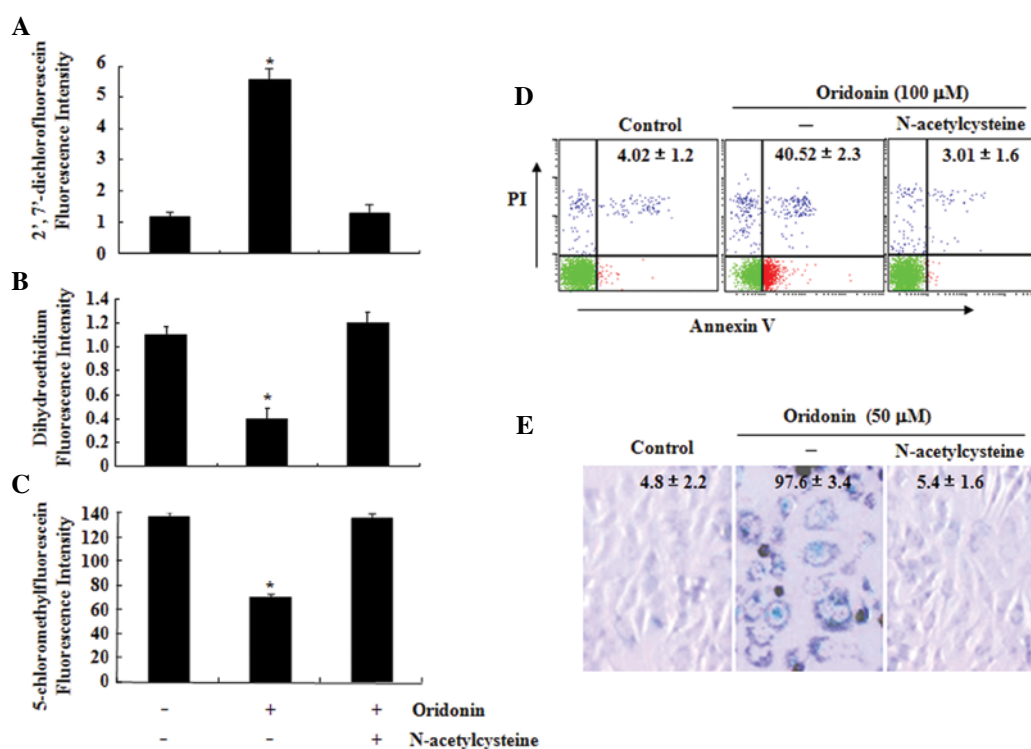 A
2', 7'-dichlorofluorescein
Fluorescence Intensity
6
5
4
3
2
1
0
*
B
Dihydroethidium
Fluorescence Intensity
1.4
1.2
1.0
0.8
0.6
0.4
0.2
0
*
C
5-chloromethylfluorescein
Fluorescence Intensity
140
120
100
80
60
40
20
0
*
− + + Oridonin
− − + N-acetylcysteine
D
Oridonin (100 µM)
Control − N-acetylcysteine
4.02 ± 1.2 40.52 ± 2.3 3.01 ± 1.6
PI
Annexin V
E
Oridonin (50 µM)
Control − N-acetylcysteine
4.8 ± 2.2 97.6 ± 3.4 5.4 ± 1.6